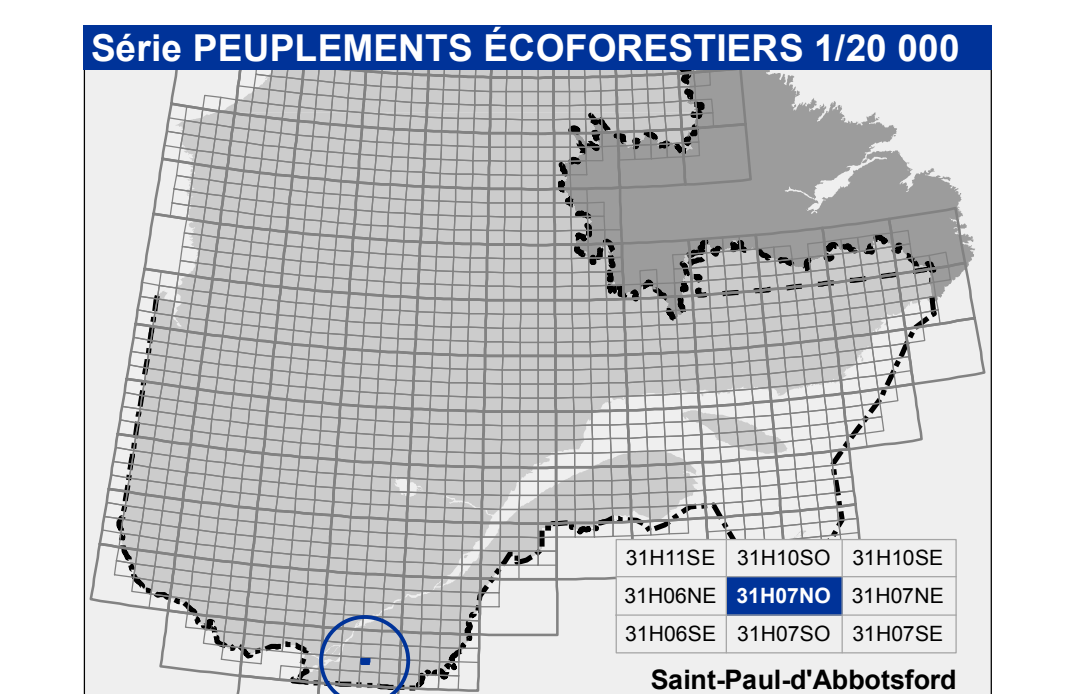 Série PEUPLEMENTS ÉCOFORESTIERS 1/20 000
31H11SE 31H10SO 31H10SE
31H06NE 31H07NO 31H07NE
31H06SE 31H07SO 31H07SE
Saint-Paul-d'Abbotsford